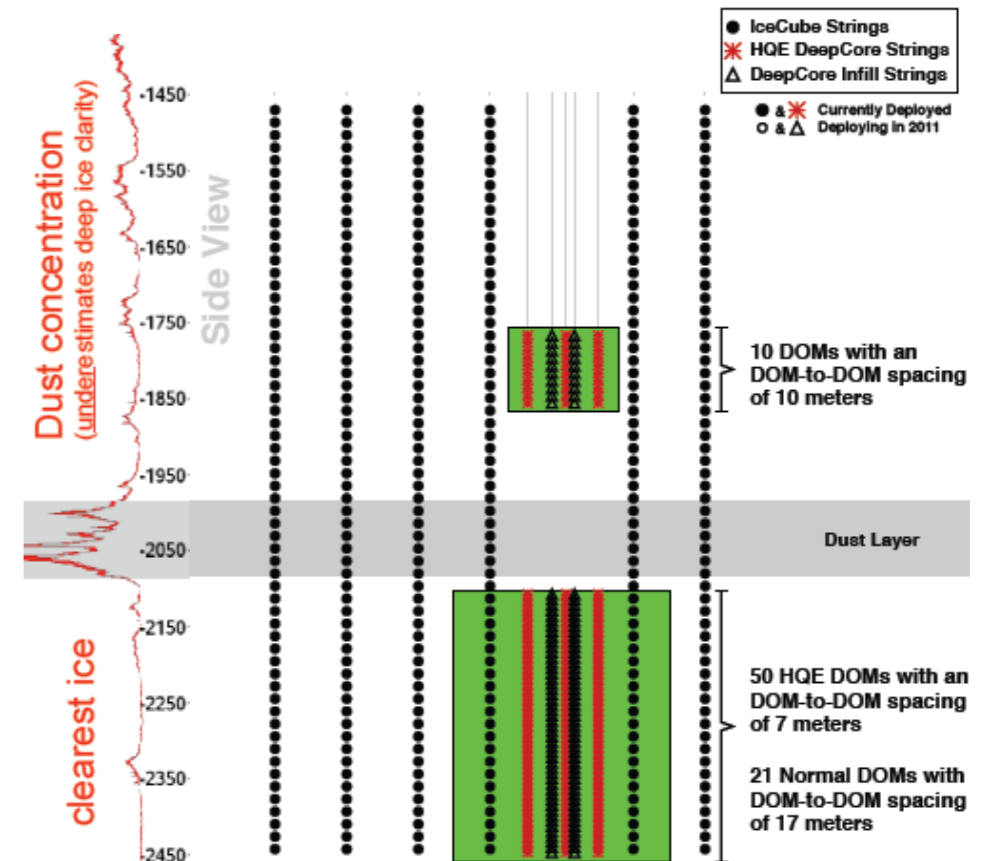 IceCube Strings
HQE DeepCore Strings
DeepCore Infill Strings
& Currently Deployed
& Deploying in 2011
Dust concentration
(underestimates deep ice clarity)
clearest ice
Side View
-1450
-1550
-1650
-1750
-1850
-1950
-2050
-2150
-2250
-2350
-2450
10 DOMs with an
DOM-to-DOM spacing
of 10 meters
Dust Layer
50 HQE DOMs with an
DOM-to-DOM spacing
of 7 meters
21 Normal DOMs with
DOM-to-DOM spacing
of 17 meters